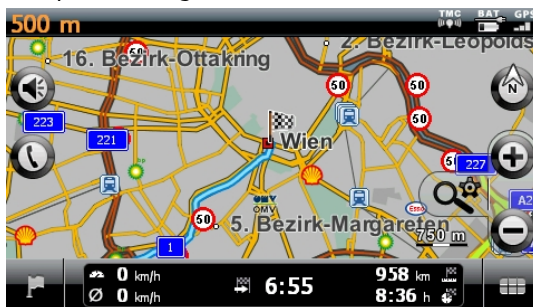 500 m
TMC BAT GPS
16. Bezirk-Ottakring
2. Bezirk-Leopolds
50
50
50
223
221
Wien
227
A2
50
OMV
Esso
5. Bezirk-Margareten
1
750 m
0 km/h
Ø 0 km/h
6:55
958 km
8:36 h
N